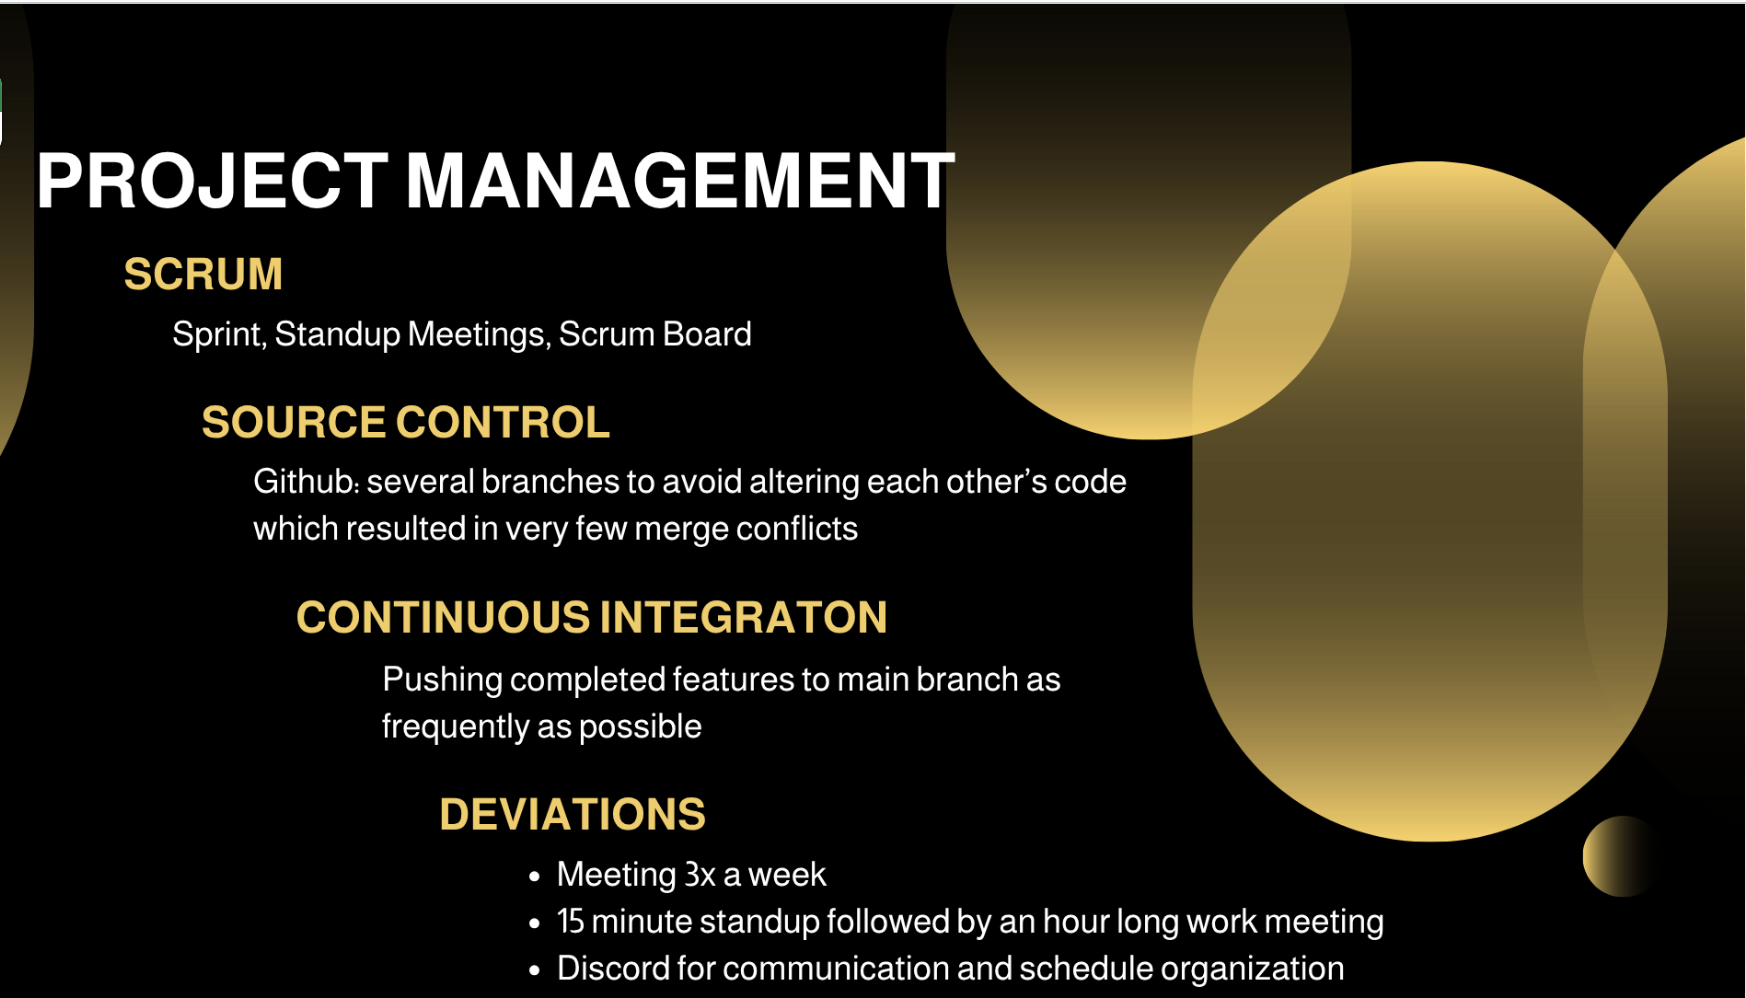 PROJECT MANAGEMENT
SCRUM
Sprint, Standup Meetings, Scrum Board
SOURCE CONTROL
Github: several branches to avoid altering each other’s code
which resulted in very few merge conflicts
CONTINUOUS INTEGRATON
Pushing completed features to main branch as
frequently as possible
DEVIATIONS
• Meeting 3x a week
• 15 minute standup followed by an hour long work meeting
• Discord for communication and schedule organization